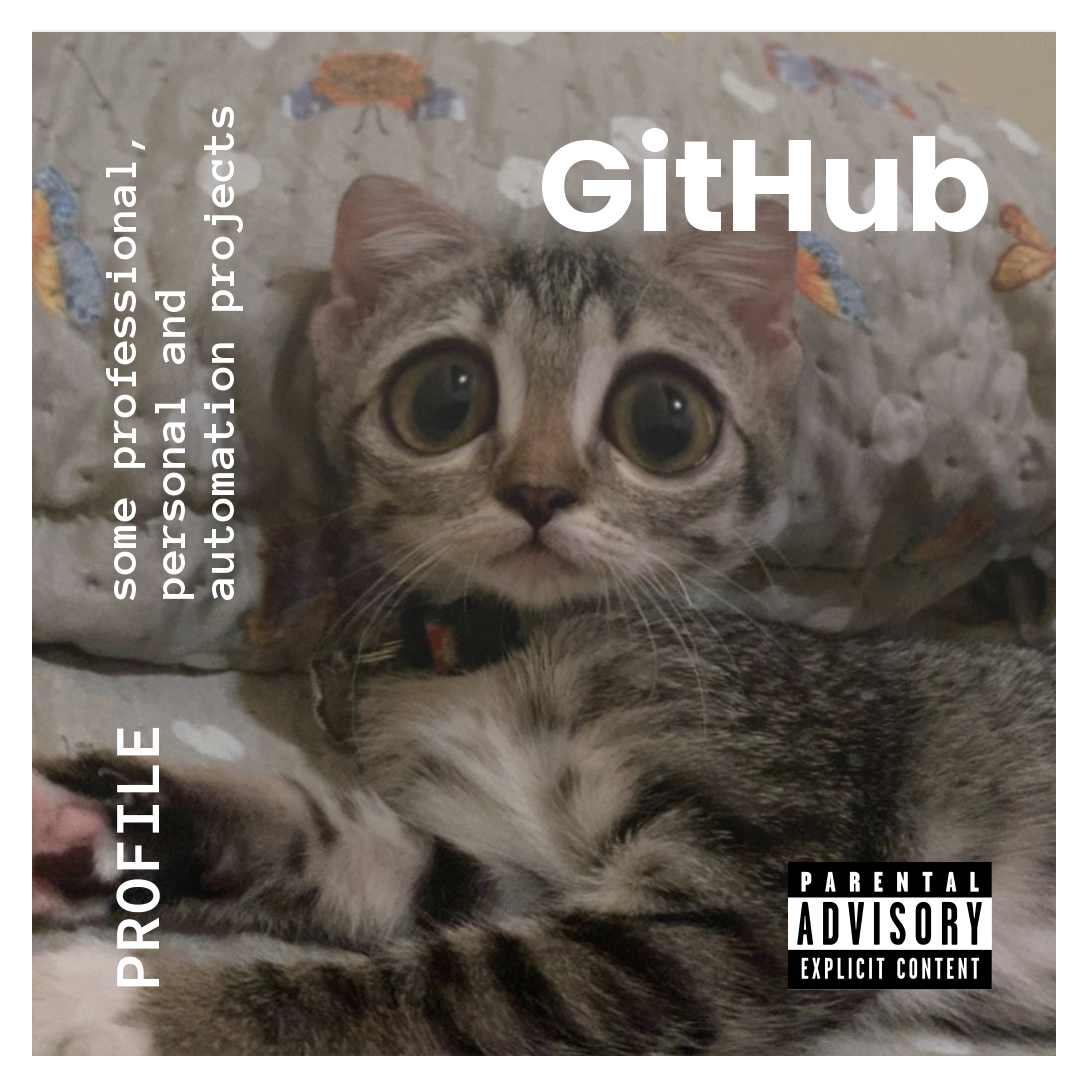 GitHub
some professional,
personal and
automation projects
PROFILE
PARENTAL
ADVISORY
EXPLICIT CONTENT